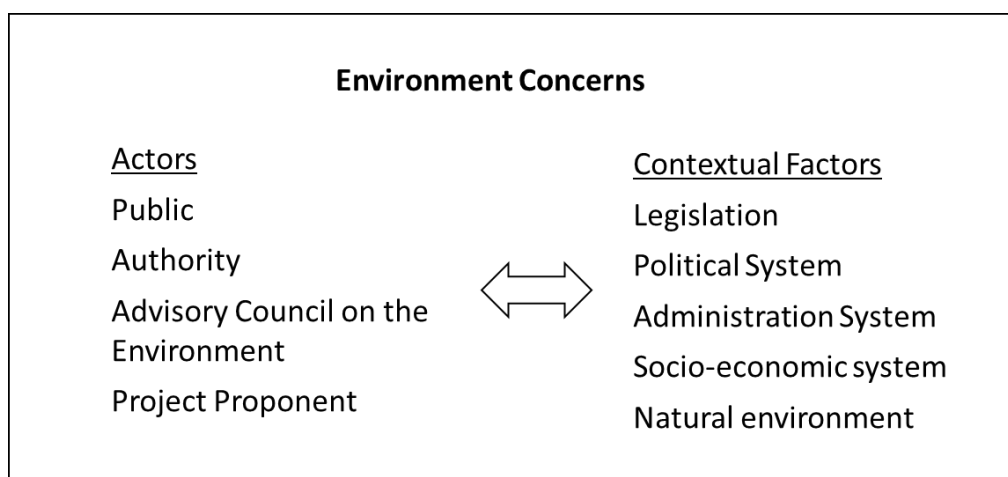 Environment Concerns
Actors
Public
Authority
Advisory Council on the
Environment
Project Proponent
Contextual Factors
Legislation
Political System
Administration System
Socio-economic system
Natural environment